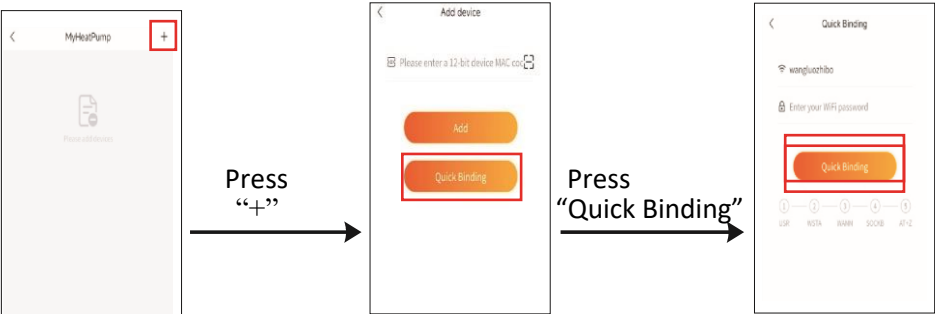 MyHeatPump
+
Press
“+”
Add device
Please enter a 12-bit device MAC coc
Add
Quick Binding
Press
“Quick Binding”
Quick Binding
wangluozhibo
Enter your WiFi password
Quick Binding
1 2 3 4 5
USR WSTA WANN SOCKB AT+Z